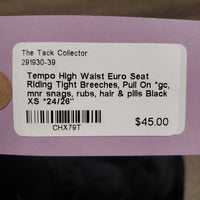 The Tack Collector
291930-39
Tempo High Waist Euro Seat
Riding Tight Breeches, Pull On *gc,
mnr snags, rubs, hair & pills Black
XS *24/26"
CHX79T
$45.00